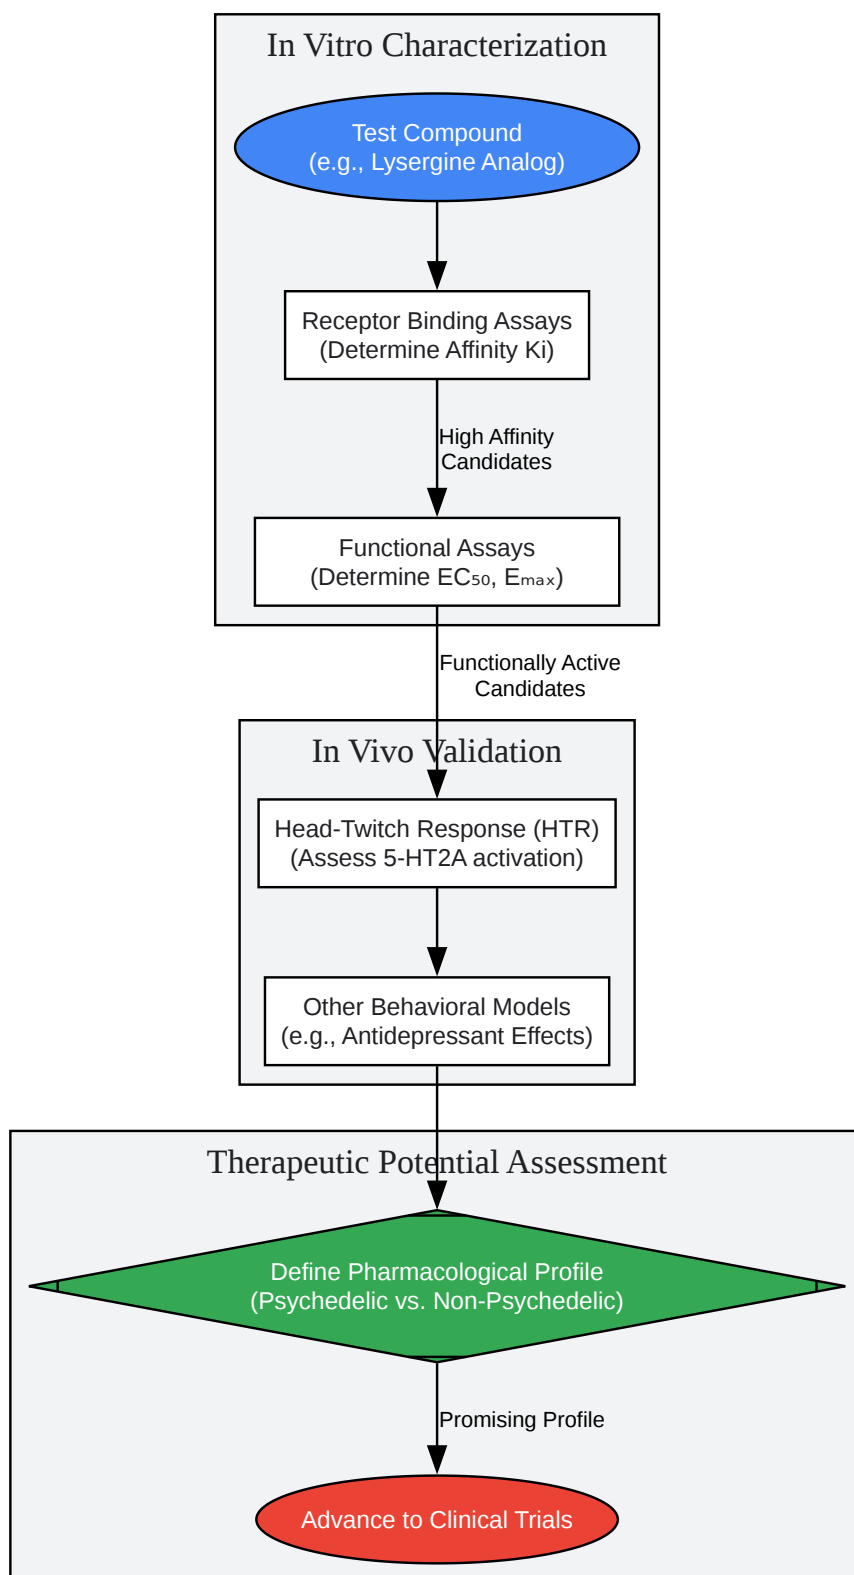 In Vitro Characterization
Test Compound
(e.g., Lysergine Analog)
Receptor Binding Assays
(Determine Affinity Ki)
High Affinity
Candidates
Functional Assays
(Determine EC₅₀, Eₘₐₓ)
Functionally Active
Candidates
In Vivo Validation
Head-Twitch Response (HTR)
(Assess 5-HT2A activation)
Other Behavioral Models
(e.g., Antidepressant Effects)
Therapeutic Potential Assessment
Define Pharmacological Profile
(Psychedelic vs. Non-Psychedelic)
Promising Profile
Advance to Clinical Trials